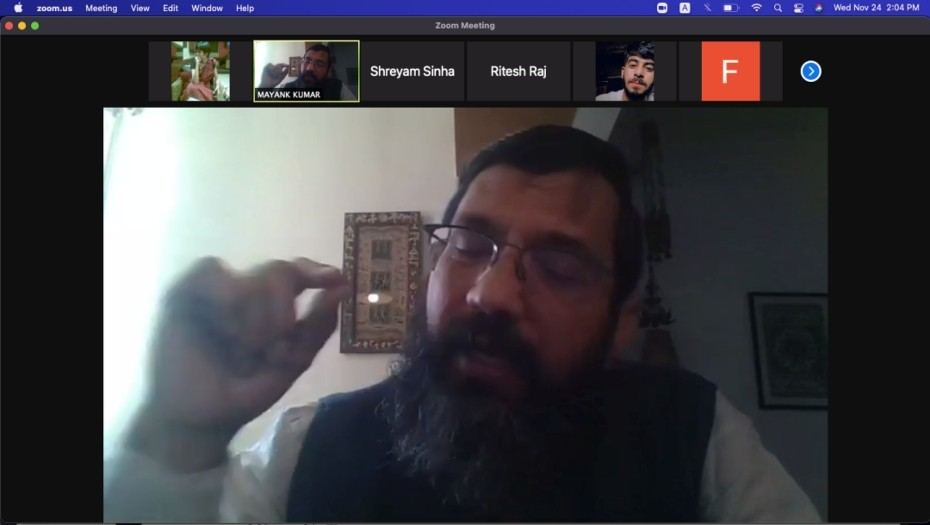 zoom.us Meeting View Edit Window Help A Wed Nov 24 2:04 PM
Zoom Meeting
MAYANK KUMAR
Shreyam Sinha
Ritesh Raj
F